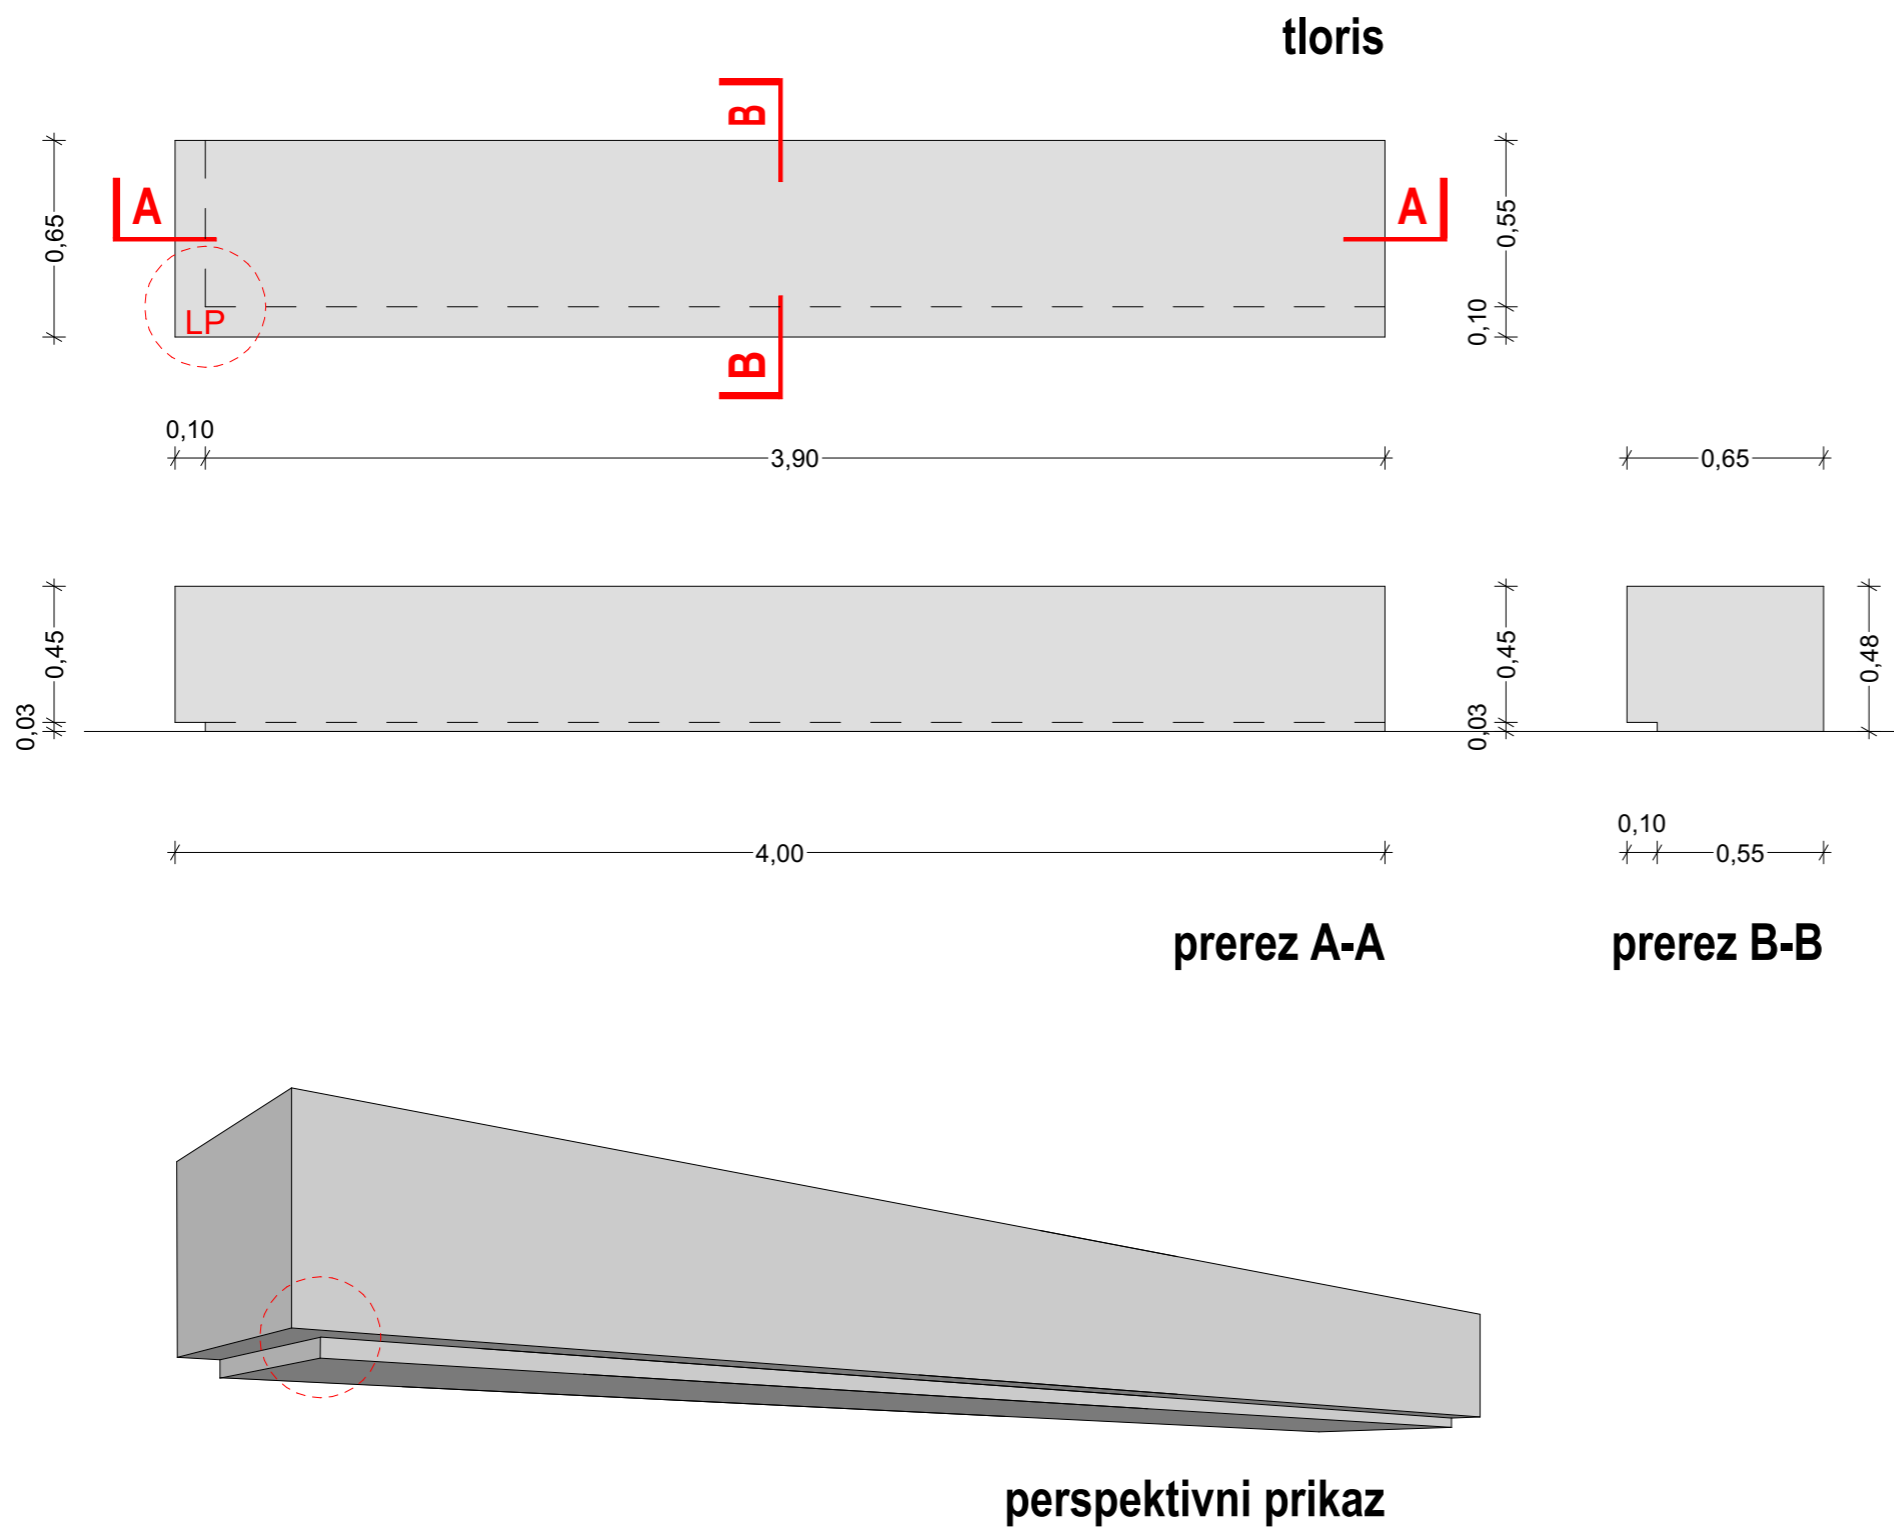 tloris
B
A
A
0,65
0,55
LP
0,10
B
0,10
3,90
0,65
0,45
0,03
0,45
0,03
0,48
4,00
0,10
0,55
prerez A-A
prerez B-B
perspektivni prikaz